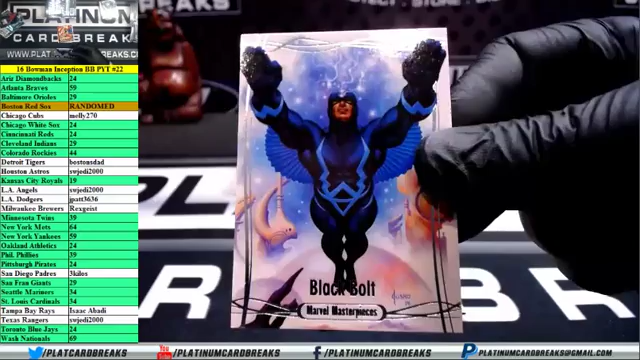 PLATINUM
CARD BREAK
WWW.PLATINUMCARDBREAKS.COM
16 Bowman Inception BB PYT #22
Ariz Diamondbacks 24
Atlanta Braves 59
Baltimore Orioles 29
Boston Red Sox RANDOMED
Chicago Cubs melly270
Chicago White Sox 24
Cincinnati Reds 24
Cleveland Indians 29
Colorado Rockies 44
Detroit Tigers bostonsdad
Houston Astros swjedi2000
Kansas City Royals 19
L.A. Angels swjedi2000
L.A. Dodgers jpatt3636
Milwaukee Brewers Rexgeist
Minnesota Twins 39
New York Mets 64
New York Yankees 59
Oakland Athletics 24
Phil. Phillies 39
Pittsburgh Pirates 24
San Diego Padres 3kilos
San Fran Giants 29
Seattle Mariners 34
St. Louis Cardinals 34
Tampa Bay Rays Isaac Abadi
Texas Rangers swjedi2000
Toronto Blue Jays 24
Wash Nationals 69
Black Bolt
Marvel Masterpieces
/PLATCARDBREAKS
/PLATINUMCARDBREAKS
/PLATINUMCARDBREAKS@GMAIL.COM